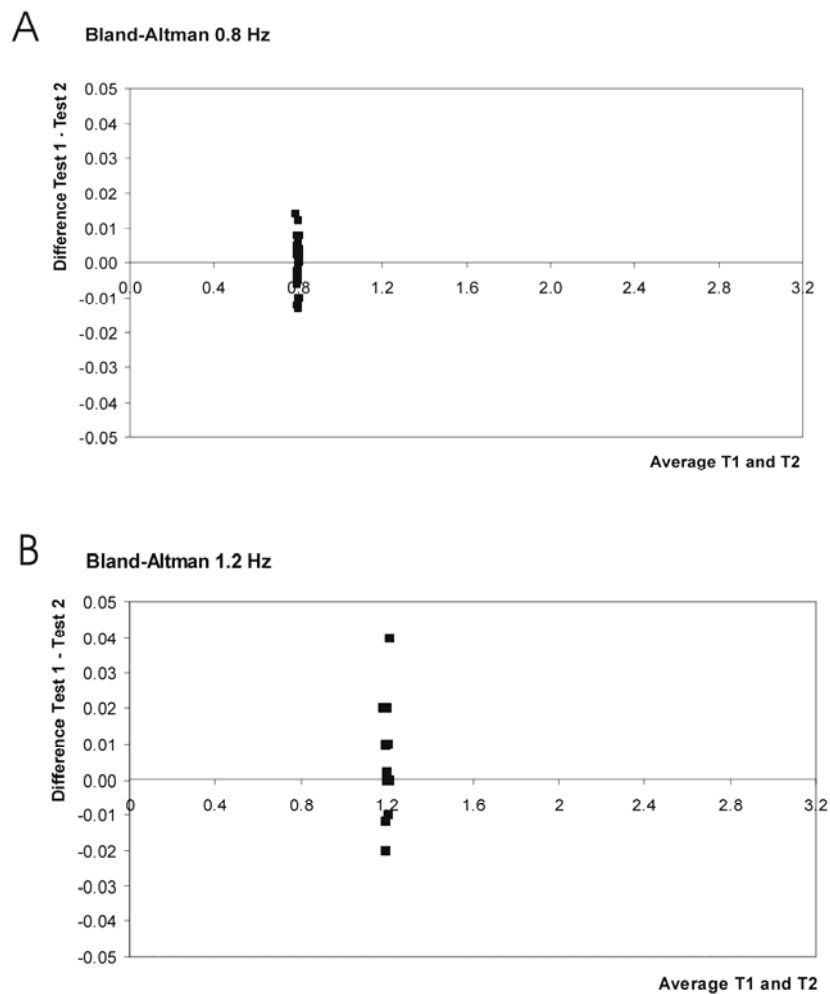 A
Bland-Altman 0.8 Hz
Difference Test 1 - Test 2
0.05
0.04
0.03
0.02
0.01
0.00
-0.01
-0.02
-0.03
-0.04
-0.05
0.0 0.4 0.8 1.2 1.6 2.0 2.4 2.8 3.2
Average T1 and T2
B
Bland-Altman 1.2 Hz
Difference Test 1 - Test 2
0.05
0.04
0.03
0.02
0.01
0.00
-0.01
-0.02
-0.03
-0.04
-0.05
0 0.4 0.8 1.2 1.6 2 2.4 2.8 3.2
Average T1 and T2